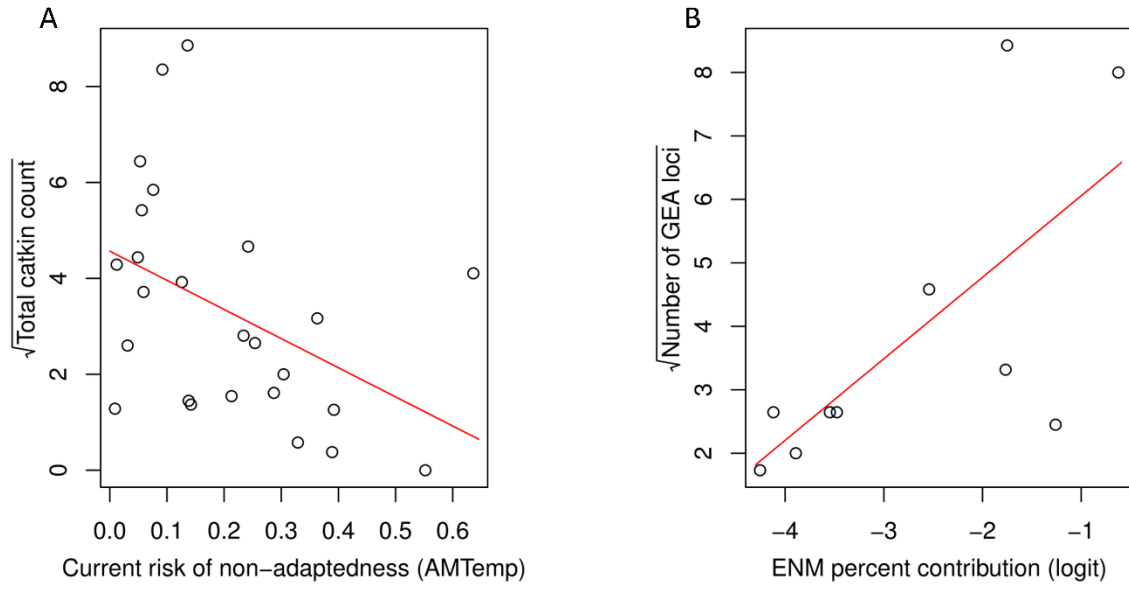 A
√Total catkin count
8
6
4
2
0
0.0 0.1 0.2 0.3 0.4 0.5 0.6
Current risk of non−adaptedness (AMTemp)
B
√Number of GEA loci
8
7
6
5
4
3
2
−4 −3 −2 −1
ENM percent contribution (logit)